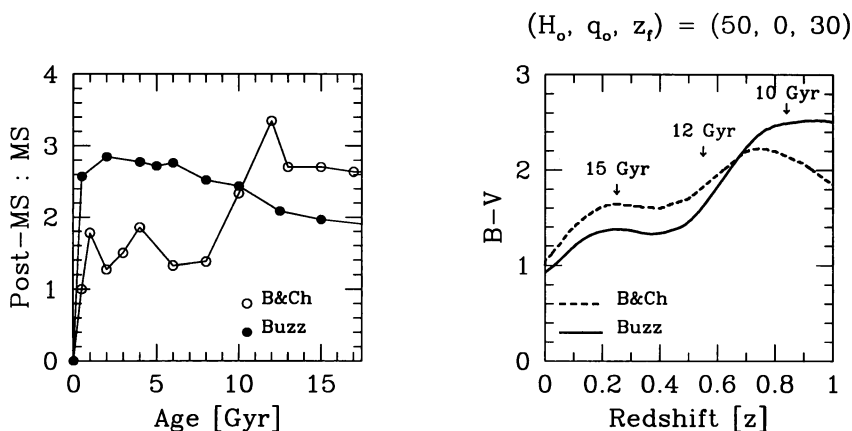 (H_o, q_o, z_f) = (50, 0, 30)
4
3
2
1
0
Post-MS : MS
B&Ch
Buzz
0 5 10 15
Age [Gyr]
3
2
1
0
B-V
10 Gyr
12 Gyr
15 Gyr
B&Ch
Buzz
0 0.2 0.4 0.6 0.8 1
Redshift [z]